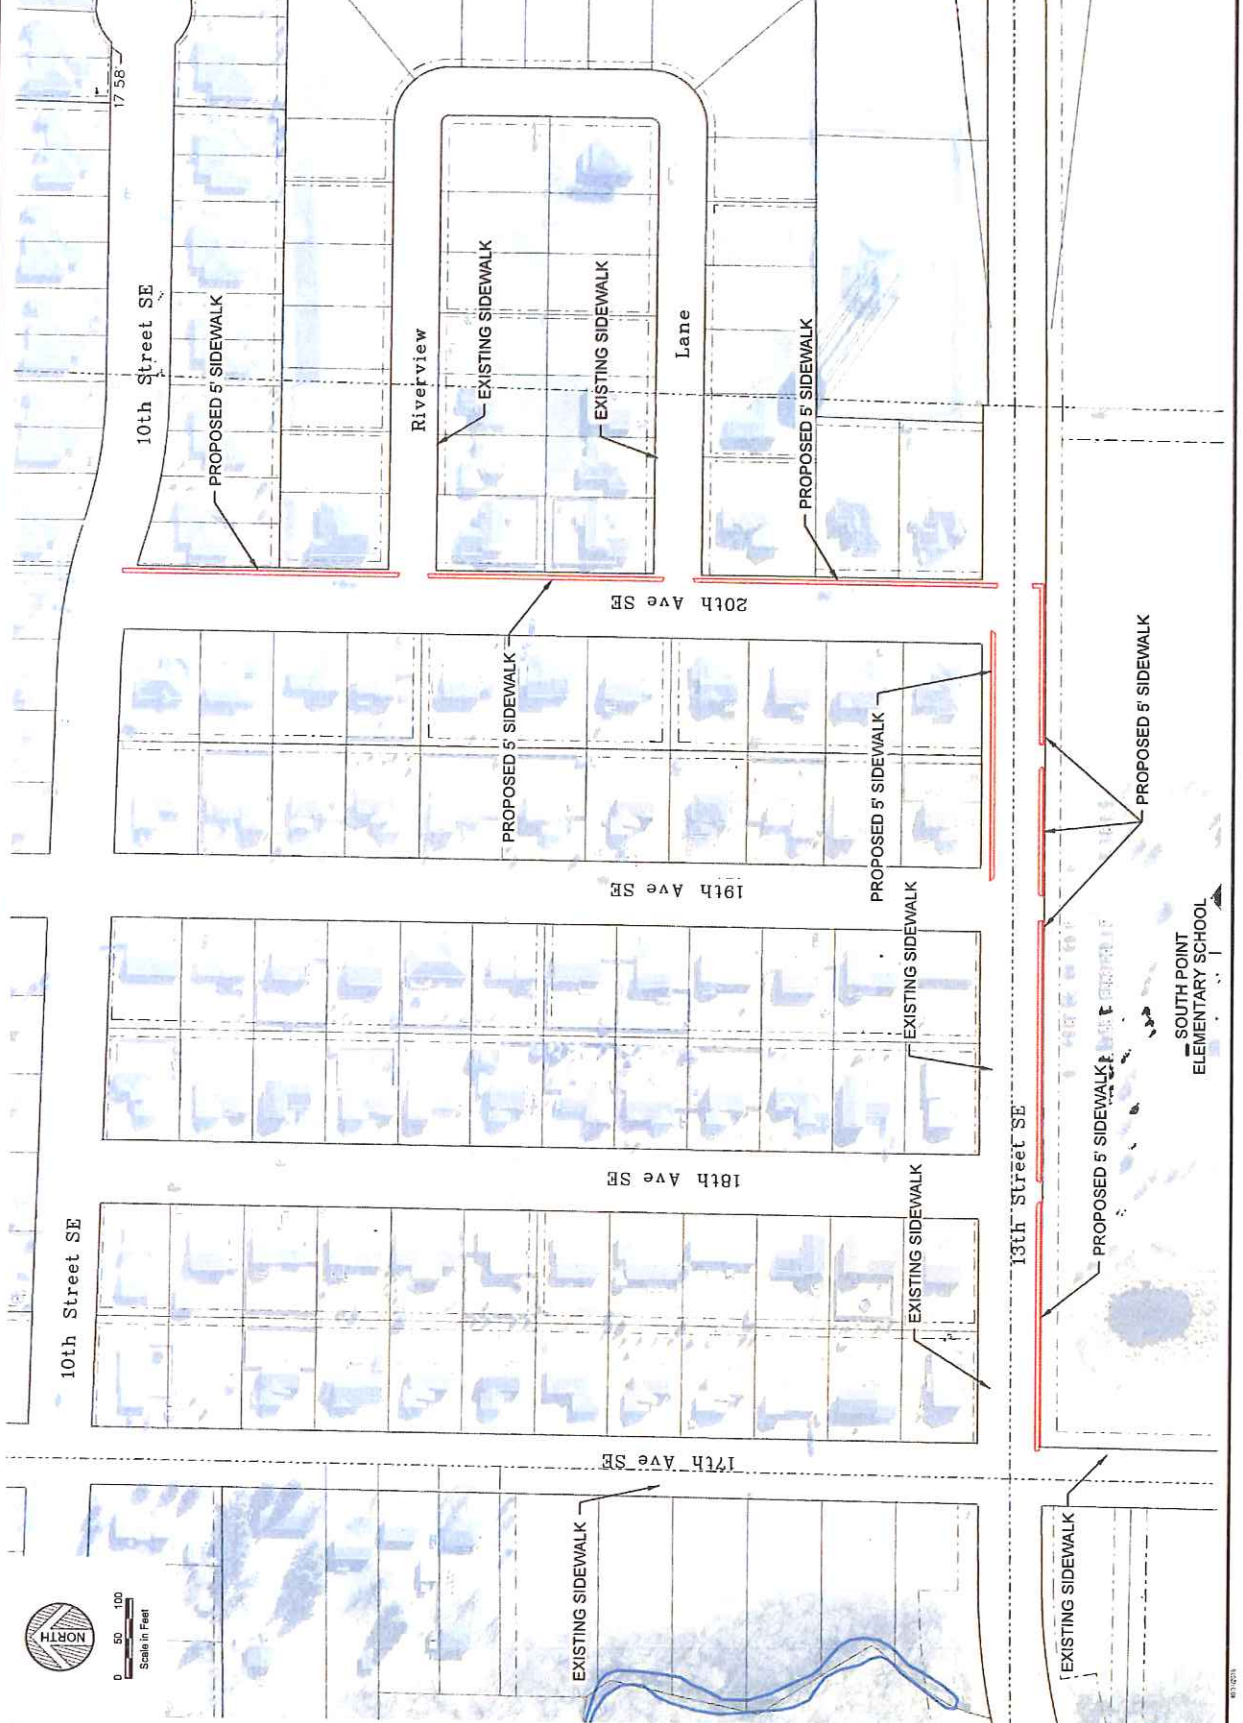 17.58'
10th Street SE
PROPOSED 5' SIDEWALK
Riverview
EXISTING SIDEWALK
EXISTING SIDEWALK
Lane
PROPOSED 5' SIDEWALK
20th Ave SE
PROPOSED 5' SIDEWALK
PROPOSED 5' SIDEWALK
PROPOSED 5' SIDEWALK
19th Ave SE
EXISTING SIDEWALK
SOUTH POINT
ELEMENTARY SCHOOL
PROPOSED 5' SIDEWALK
13th Street SE
18th Ave SE
EXISTING SIDEWALK
10th Street SE
17th Ave SE
EXISTING SIDEWALK
EXISTING SIDEWALK
NORTH
0 50 100
Scale in Feet